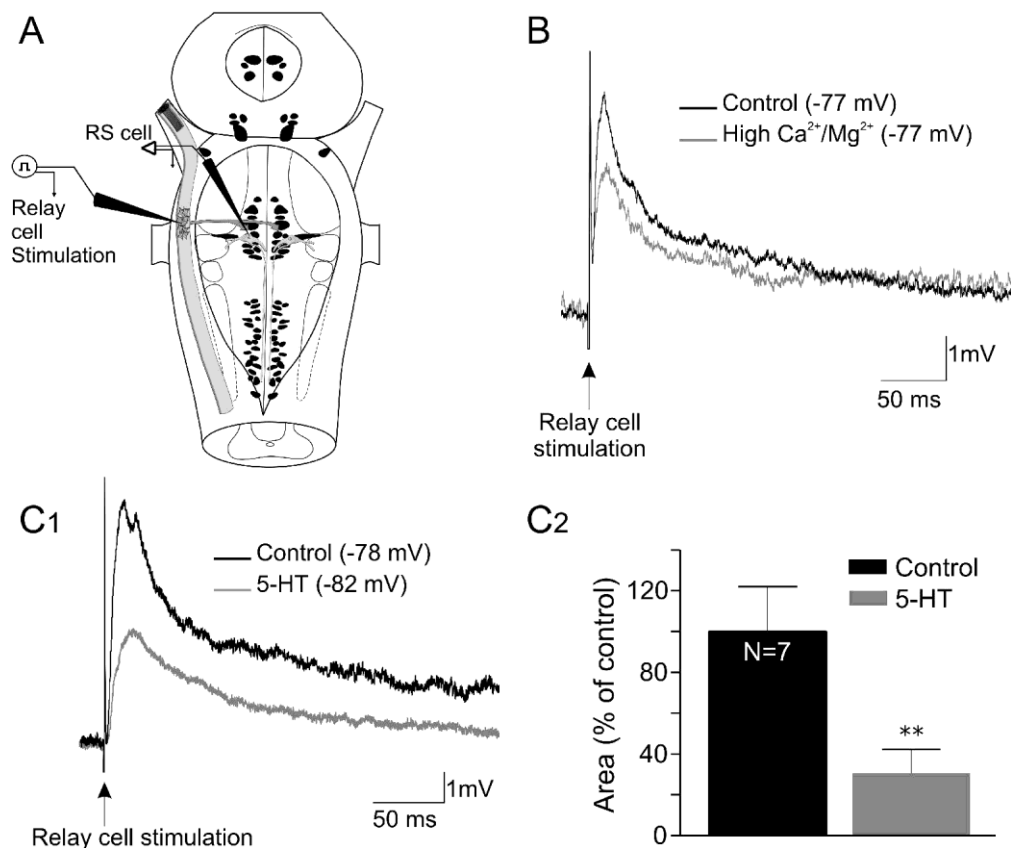 A
RS cell
Relay
cell
Stimulation
B
Control (-77 mV)
High Ca²⁺/Mg²⁺ (-77 mV)
1mV
50 ms
Relay cell
stimulation
C1
Control (-78 mV)
5-HT (-82 mV)
1mV
50 ms
Relay cell stimulation
C2
Control
5-HT
Area (% of control)
120
80
40
0
N=7
**